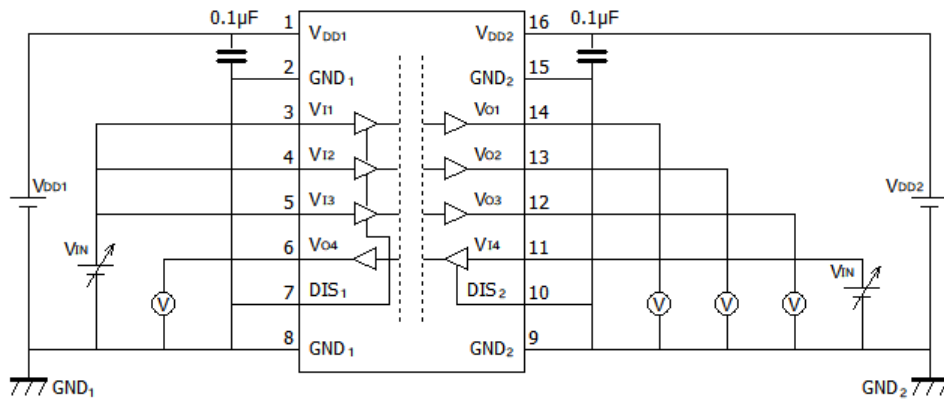 0.1µF 1 16 0.1µF
VDD1 VDD2
2 GND1 GND2 15
3 VI1 VO1 14
4 VI2 VO2 13
VDD1 VDD2
5 VI3 VO3 12
6 VO4 VI4 11
VIN VIN
V 7 DIS1 DIS2 10 V V V
8 GND1 GND2 9
GND1 GND2